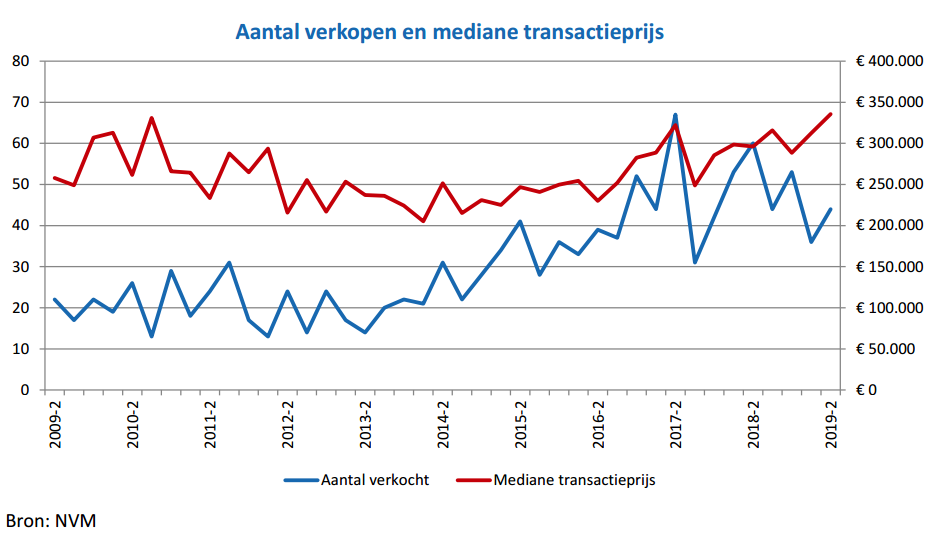 Aantal verkopen en mediane transactieprijs
80 € 400.000
70 € 350.000
60 € 300.000
50 € 250.000
40 € 200.000
30 € 150.000
20 € 100.000
10 € 50.000
0 € 0
2009-2 2010-2 2011-2 2012-2 2013-2 2014-2 2015-2 2016-2 2017-2 2018-2 2019-2
Aantal verkocht Mediane transactieprijs
Bron: NVM